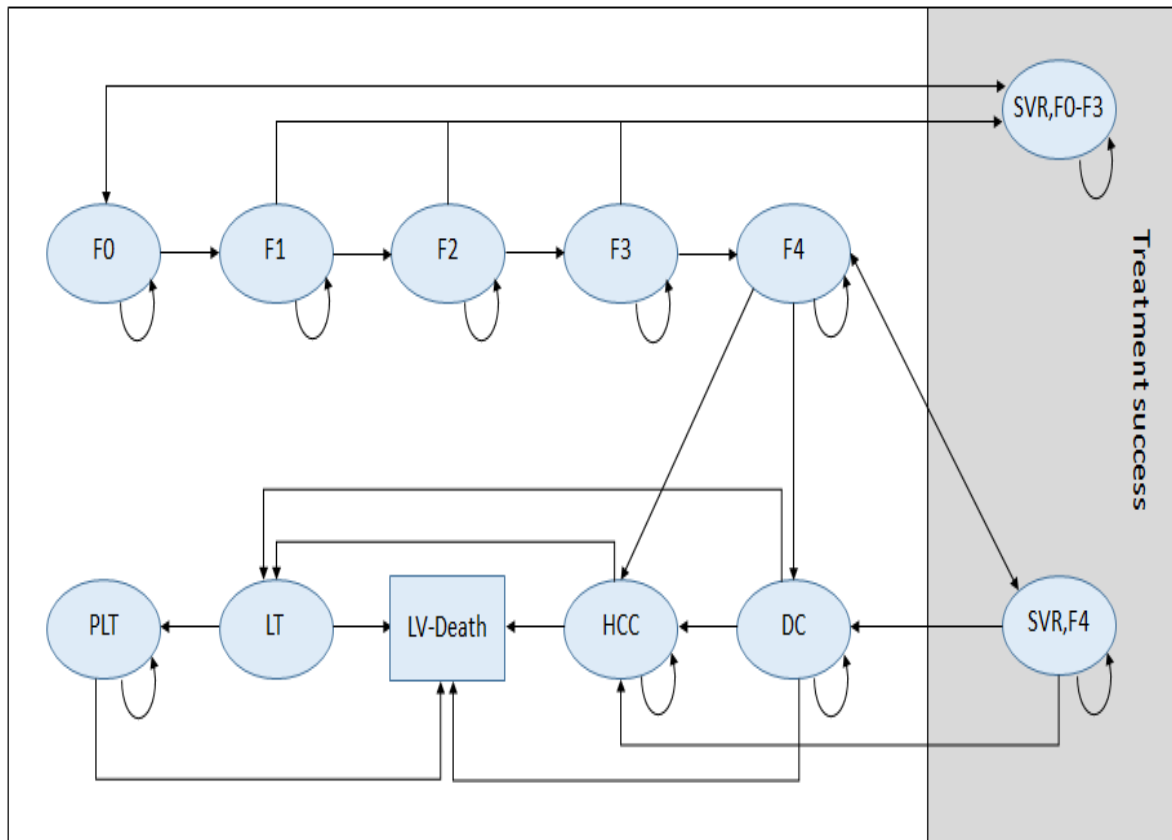 SVR,F0-F3
F0
F1
F2
F3
F4
Treatment success
PLT
LT
LV-Death
HCC
DC
SVR,F4